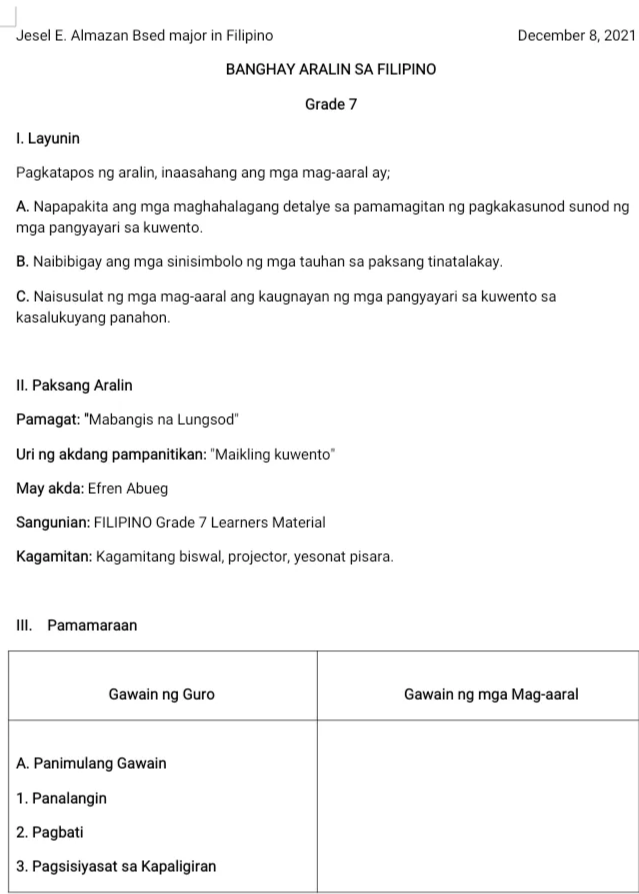 Jesel E. Almazan Bsed major in Filipino December 8, 2021
BANGHAY ARALIN SA FILIPINO
Grade 7
I. Layunin
Pagkatapos ng aralin, inaasahang ang mga mag-aaral ay;
A. Napapakita ang mga maghahalagang detalye sa pamamagitan ng pagkakasunod sunod ng
mga pangyayari sa kuwento.
B. Naibibigay ang mga sinisimbolo ng mga tauhan sa paksang tinatalakay.
C. Naisusulat ng mga mag-aaral ang kaugnayan ng mga pangyayari sa kuwento sa
kasalukuyang panahon.
II. Paksang Aralin
Pamagat: "Mabangis na Lungsod"
Uri ng akdang pampanitikan: "Maikling kuwento"
May akda: Efren Abueg
Sangunian: FILIPINO Grade 7 Learners Material
Kagamitan: Kagamitang biswal, projector, yesonat pisara.
III. Pamamaraan
Gawain ng Guro
Gawain ng mga Mag-aaral
A. Panimulang Gawain
1. Panalangin
2. Pagbati
3. Pagsisiyasat sa Kapaligiran